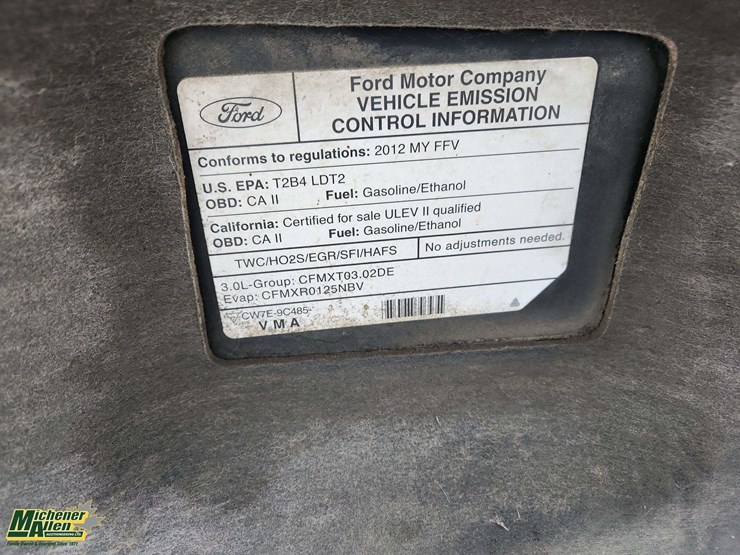 Ford
Ford Motor Company
VEHICLE EMISSION
CONTROL INFORMATION
Conforms to regulations: 2012 MY FFV
U.S. EPA: T2B4 LDT2
OBD: CA II Fuel: Gasoline/Ethanol
California: Certified for sale ULEV II qualified
OBD: CA II Fuel: Gasoline/Ethanol
TWC/HO2S/EGR/SFI/HAFS No adjustments needed.
3.0L-Group: CFMXT03.02DE
Evap: CFMXR0125NBV
CW7E-9C485-
VMA
Michener
Allen
AUCTIONEERING LTD.